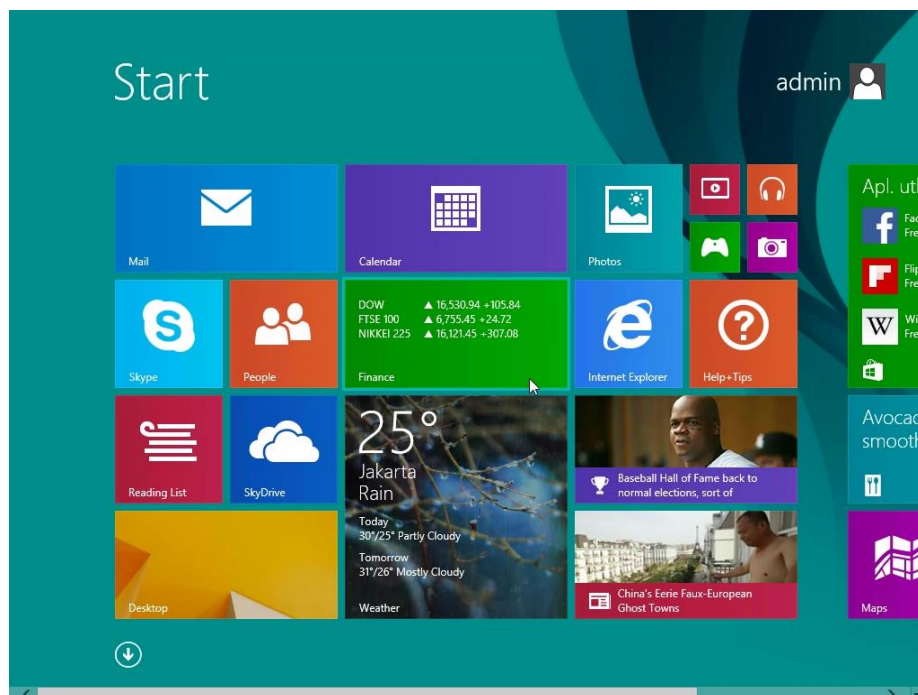 Start
admin
Mail
Calendar
Photos
Skype
People
DOW ▲ 16,530.94 +105.84
FTSE 100 ▲ 6,755.45 +24.72
NIKKEI 225 ▲ 16,121.45 +307.08
Finance
Internet Explorer
Help+Tips
Reading List
SkyDrive
25°
Jakarta
Rain
Today
30°/25° Partly Cloudy
Tomorrow
31°/26° Mostly Cloudy
Weather
Baseball Hall of Fame back to
normal elections, sort of
Desktop
China's Eerie Faux-European
Ghost Towns
Apl.
Fre
Fre
W
Fre
Maps